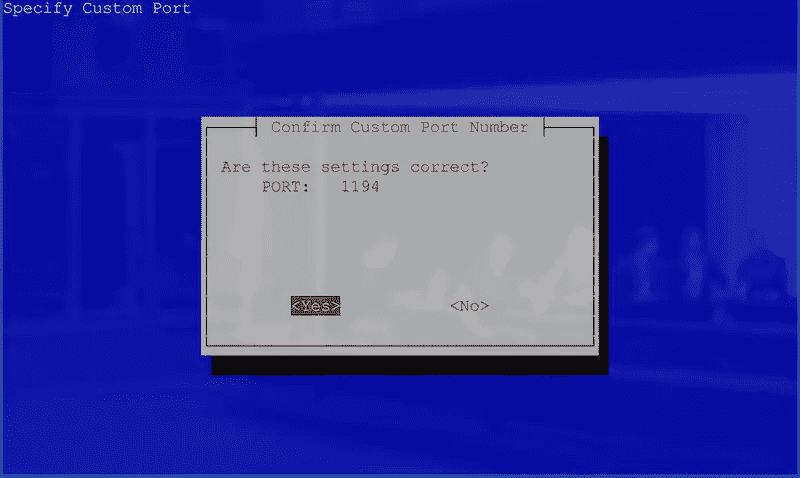 Specify Custom Port
Confirm Custom Port Number
Are these settings correct?
PORT: 1194
<Yes> <No>